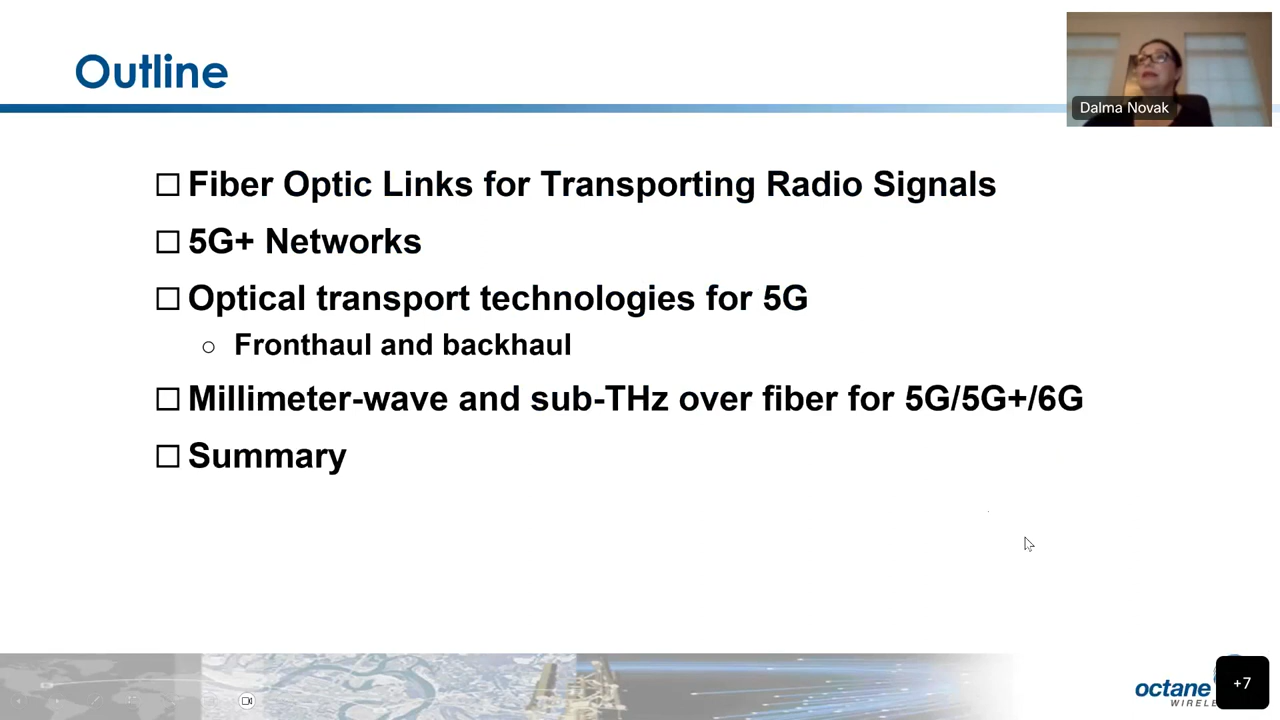 Outline
Dalma Novak
Fiber Optic Links for Transporting Radio Signals
5G+ Networks
Optical transport technologies for 5G
Fronthaul and backhaul
Millimeter-wave and sub-THz over fiber for 5G/5G+/6G
Summary
octane
+7